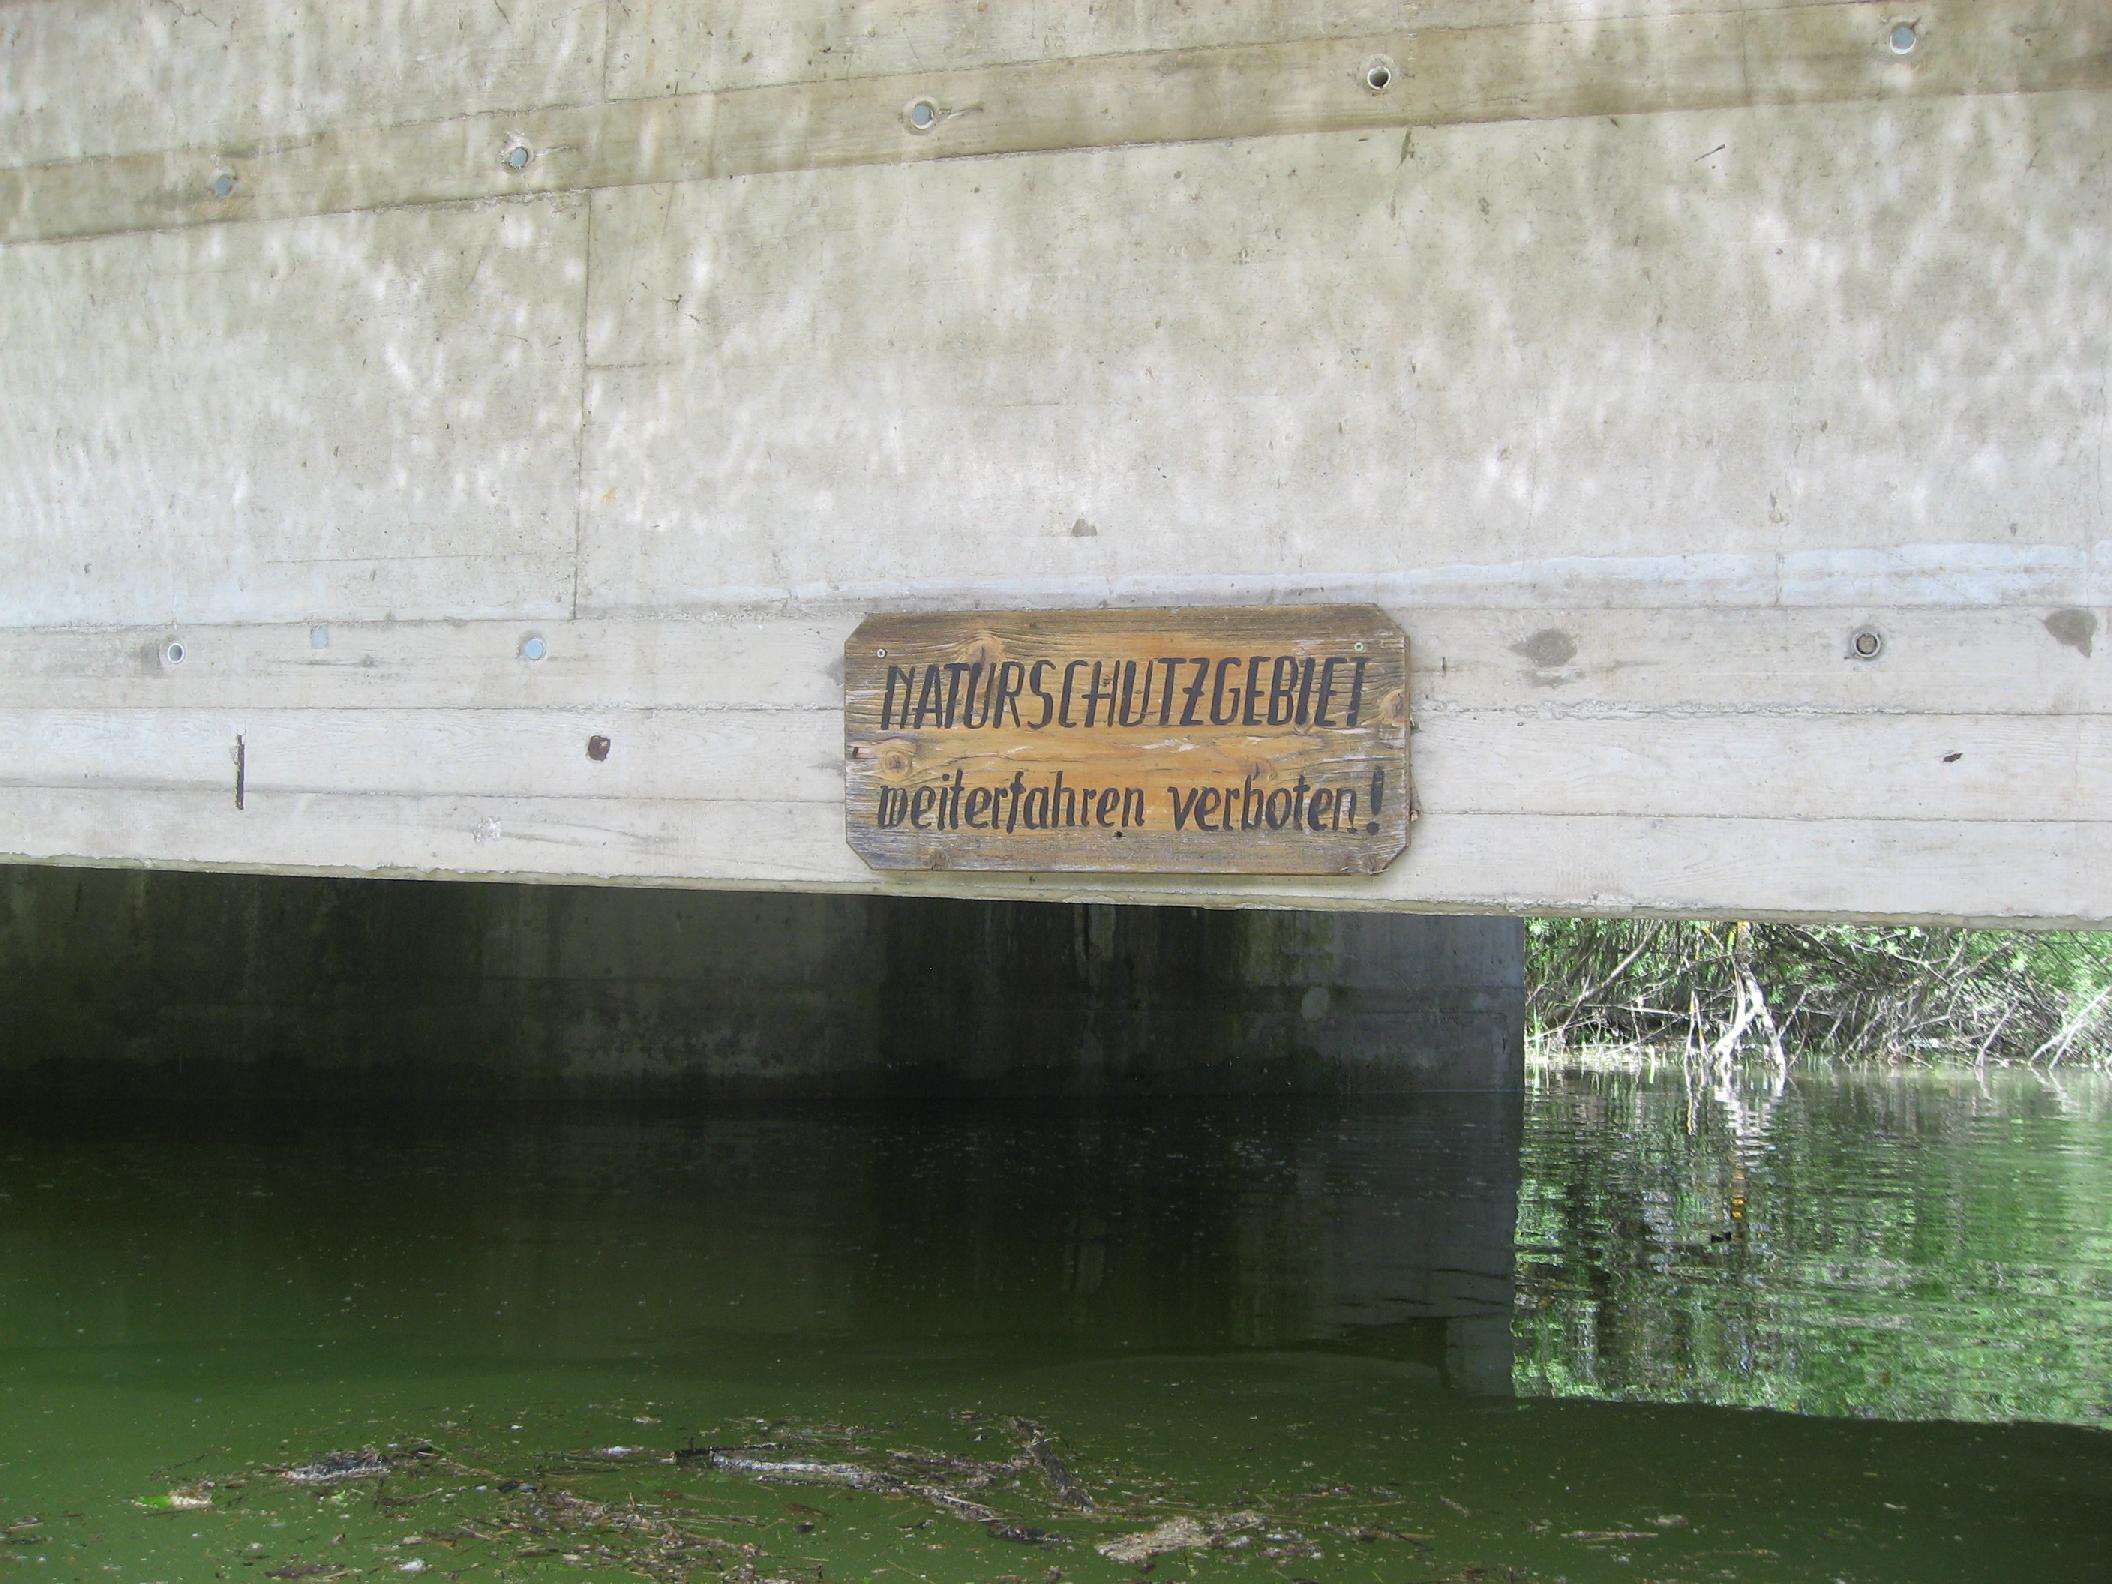 NATURSCHUTZGEBIET
weiterfahren verboten!